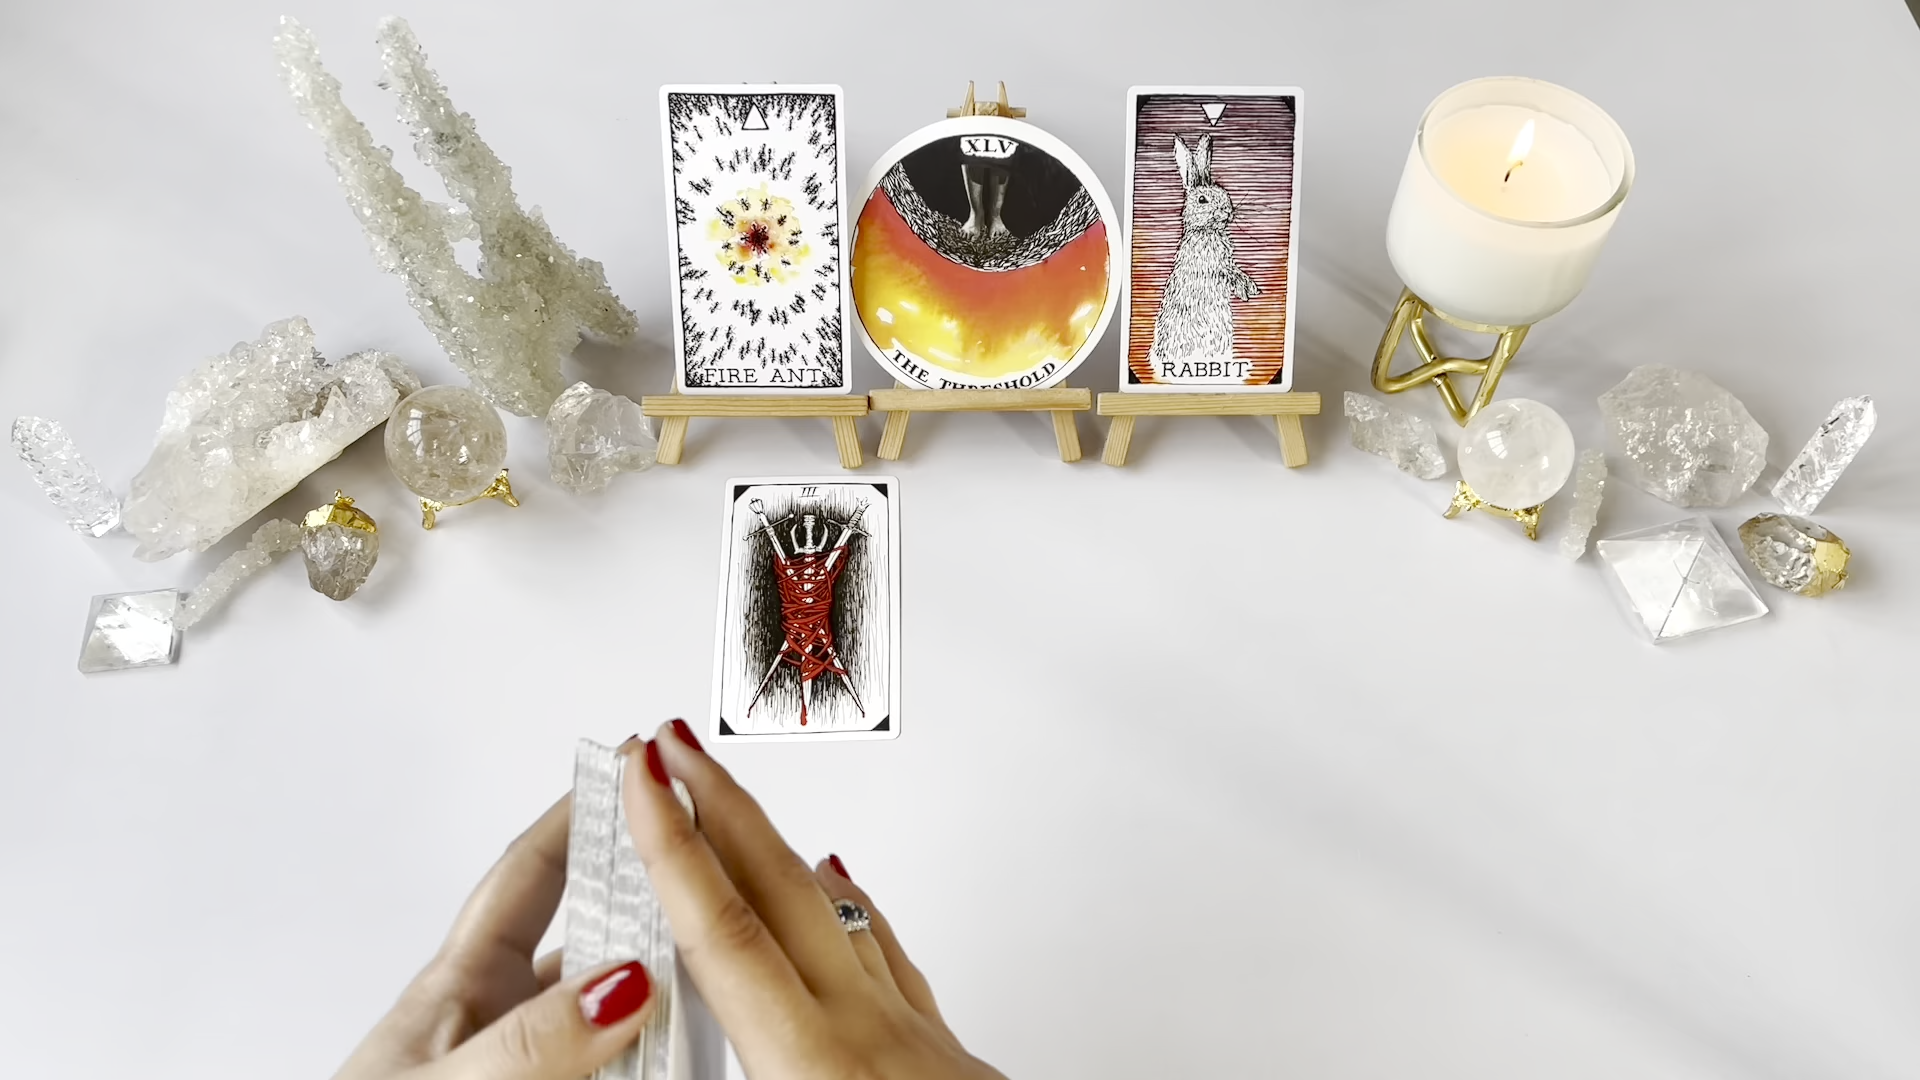 FIRE ANT
XLV
THE THRESHOLD
RABBIT
III